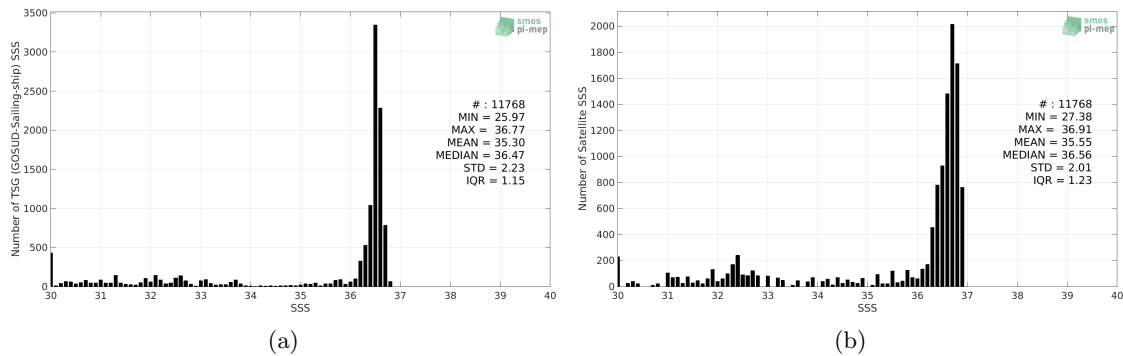 3500
3000
2500
2000
1500
1000
500
0
Number of TSG (GOSUD-Sailing-ship) SSS
smos
pi-mep
# : 11768
MIN = 25.97
MAX = 36.77
MEAN = 35.30
MEDIAN = 36.47
STD = 2.23
IQR = 1.15
30 31 32 33 34 35 36 37 38 39 40
SSS
(a)
2000
1800
1600
1400
1200
1000
800
600
400
200
0
Number of Satellite SSS
smos
pi-mep
# : 11768
MIN = 27.38
MAX = 36.91
MEAN = 35.55
MEDIAN = 36.56
STD = 2.01
IQR = 1.23
30 31 32 33 34 35 36 37 38 39 40
SSS
(b)